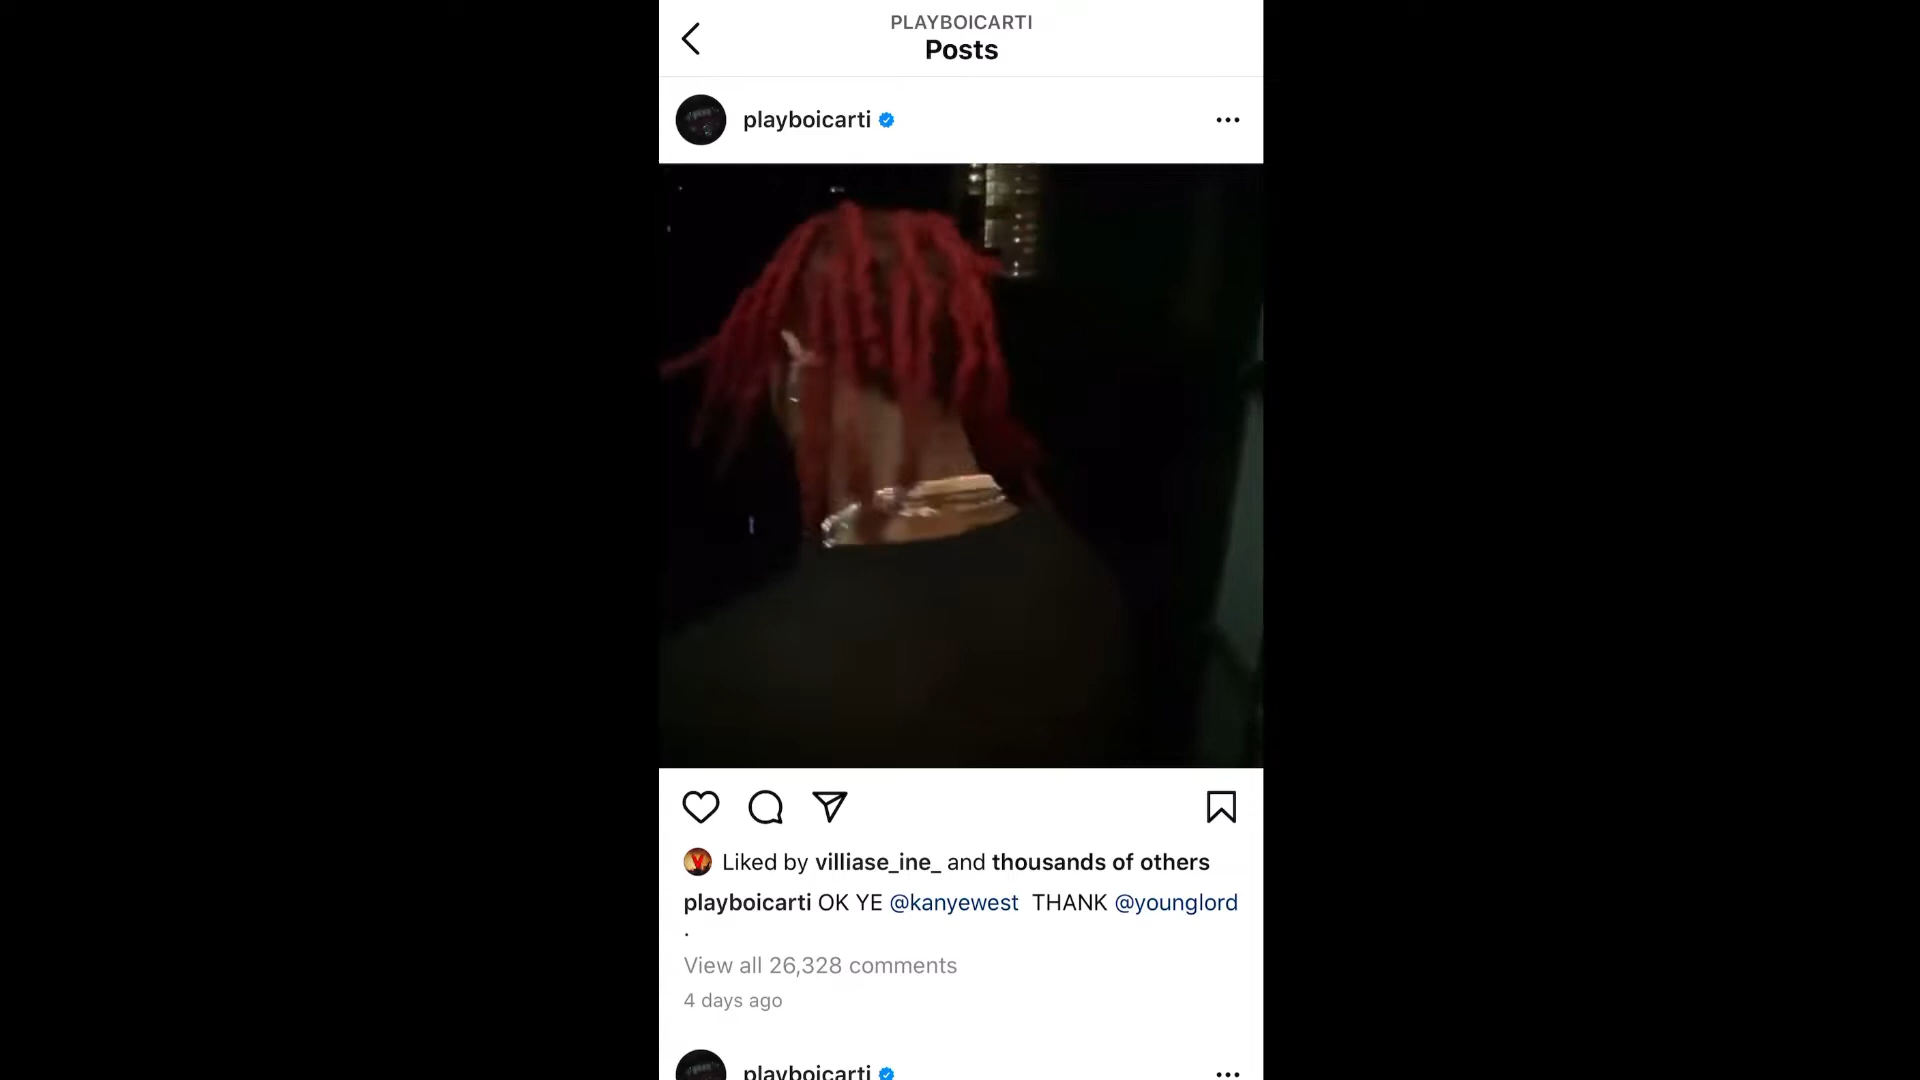 PLAYBOICARTI
Posts
playboicarti
Liked by villiase_ine_ and thousands of others
playboicarti OK YE @kanyewest THANK @younglord
.
View all 26,328 comments
4 days ago
playboicarti